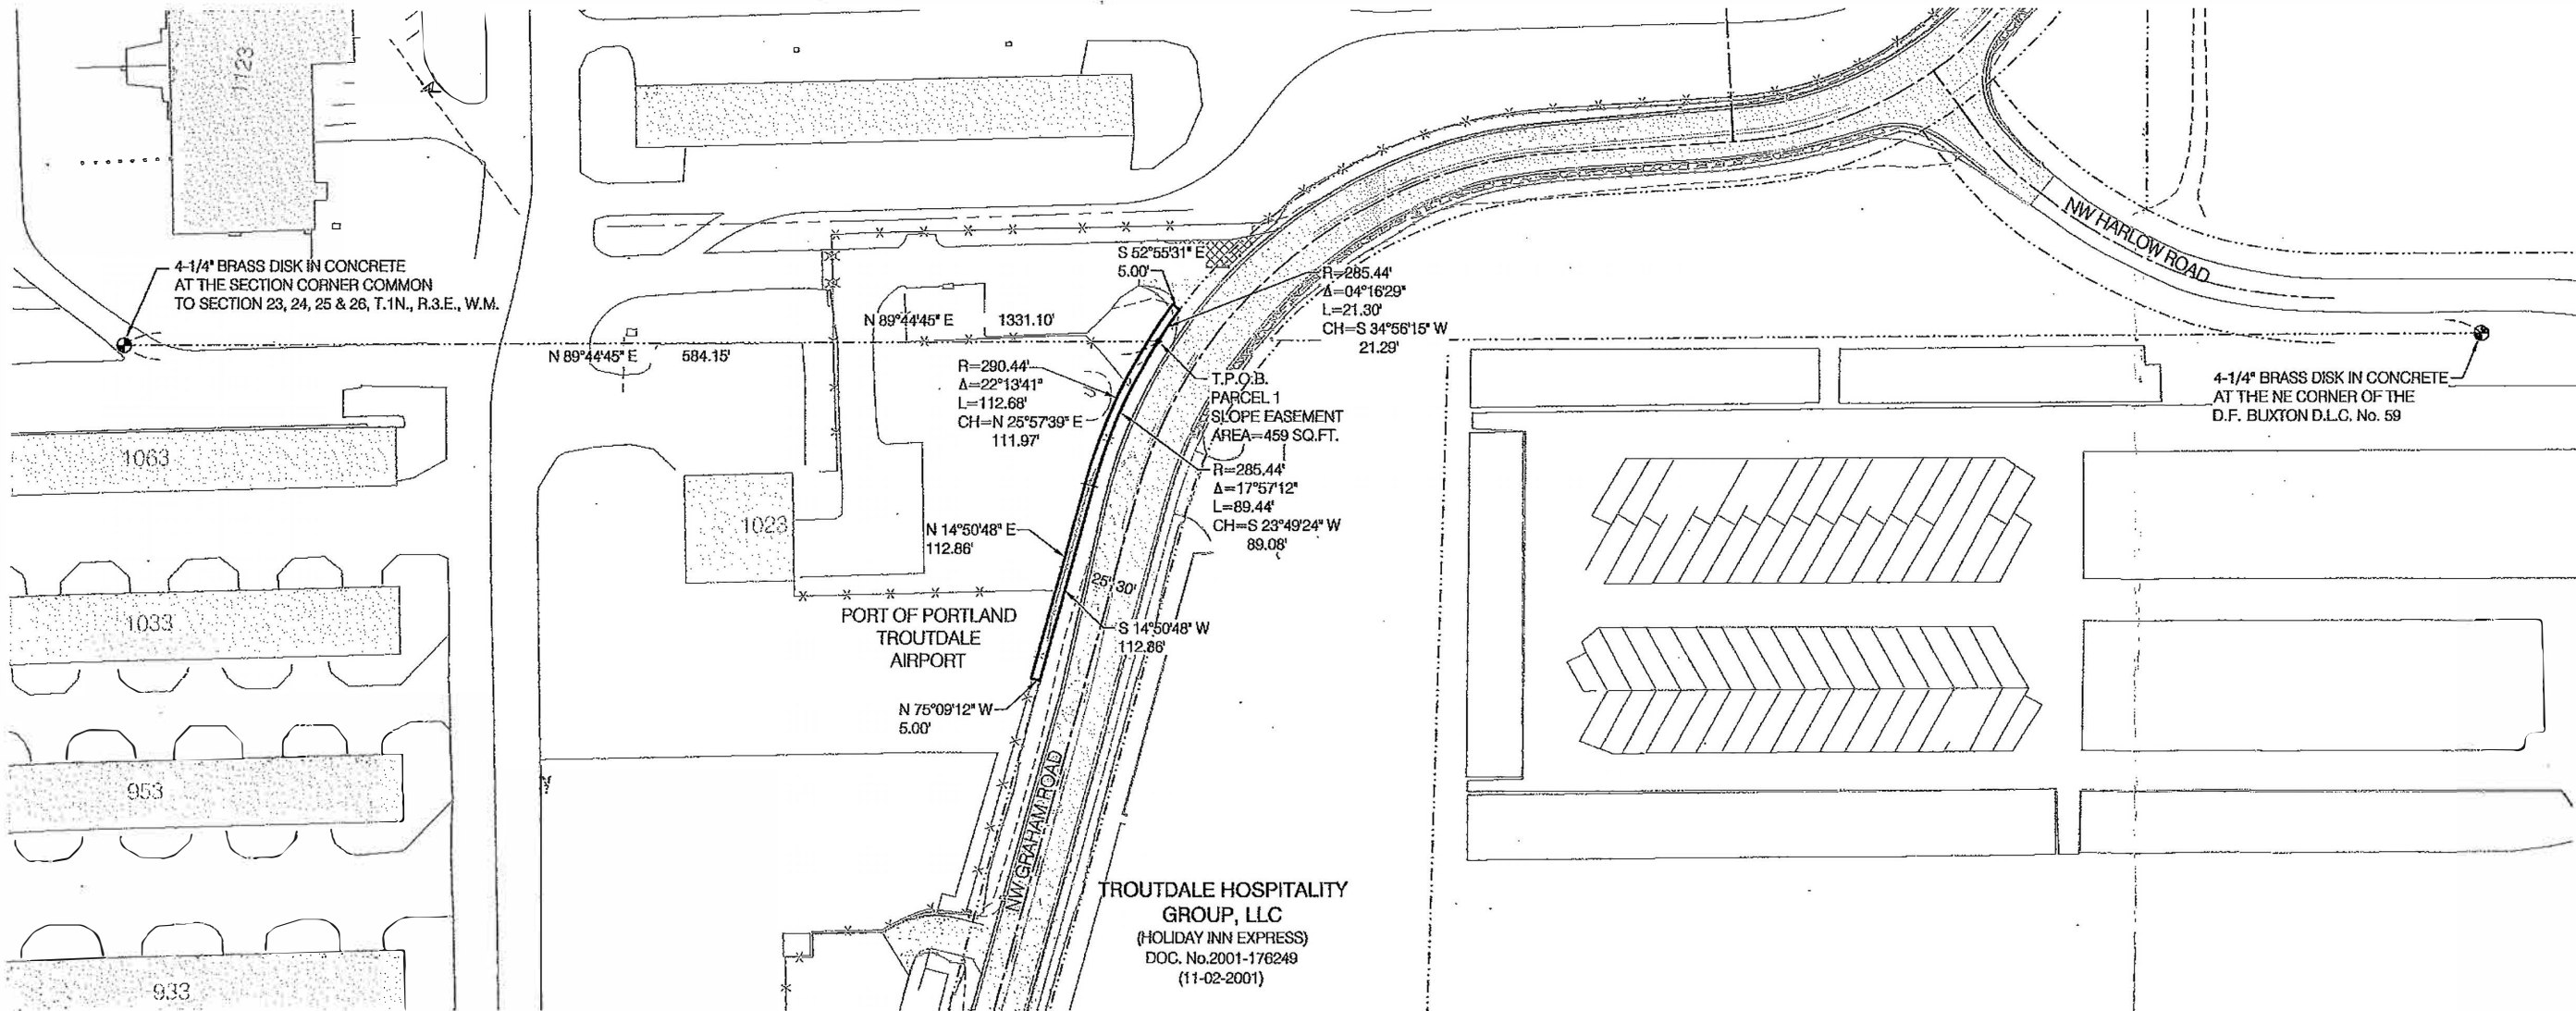 1123
4-1/4" BRASS DISK IN CONCRETE
AT THE SECTION CORNER COMMON
TO SECTION 23, 24, 25 & 26, T.1N., R.3.E., W.M.
S 52°55'31" E
5.00'
R=285.44'
Δ=04°16'29"
L=21.30'
CH=S 34°56'15" W
21.29'
NW HARLOW ROAD
N 89°44'45" E 1331.10'
N 89°44'45" E 584.15'
R=290.44'
Δ=22°13'41"
L=112.68'
CH=N 25°57'39" E
111.97'
T.P.O.B.
PARCEL 1
SLOPE EASEMENT
AREA=459 SQ.FT.
4-1/4" BRASS DISK IN CONCRETE
AT THE NE CORNER OF THE
D.F. BUXTON D.L.C. No. 59
R=285.44'
Δ=17°57'12"
L=89.44'
CH=S 23°49'24" W
89.08'
1063
1023
N 14°50'48" E
112.86'
25' 30'
1033
PORT OF PORTLAND
TROUTDALE
AIRPORT
S 14°50'48" W
112.86'
N 75°09'12" W
5.00'
953
NW GRAHAM ROAD
TROUTDALE HOSPITALITY
GROUP, LLC
(HOLIDAY INN EXPRESS)
DOC. No.2001-176249
(11-02-2001)
933